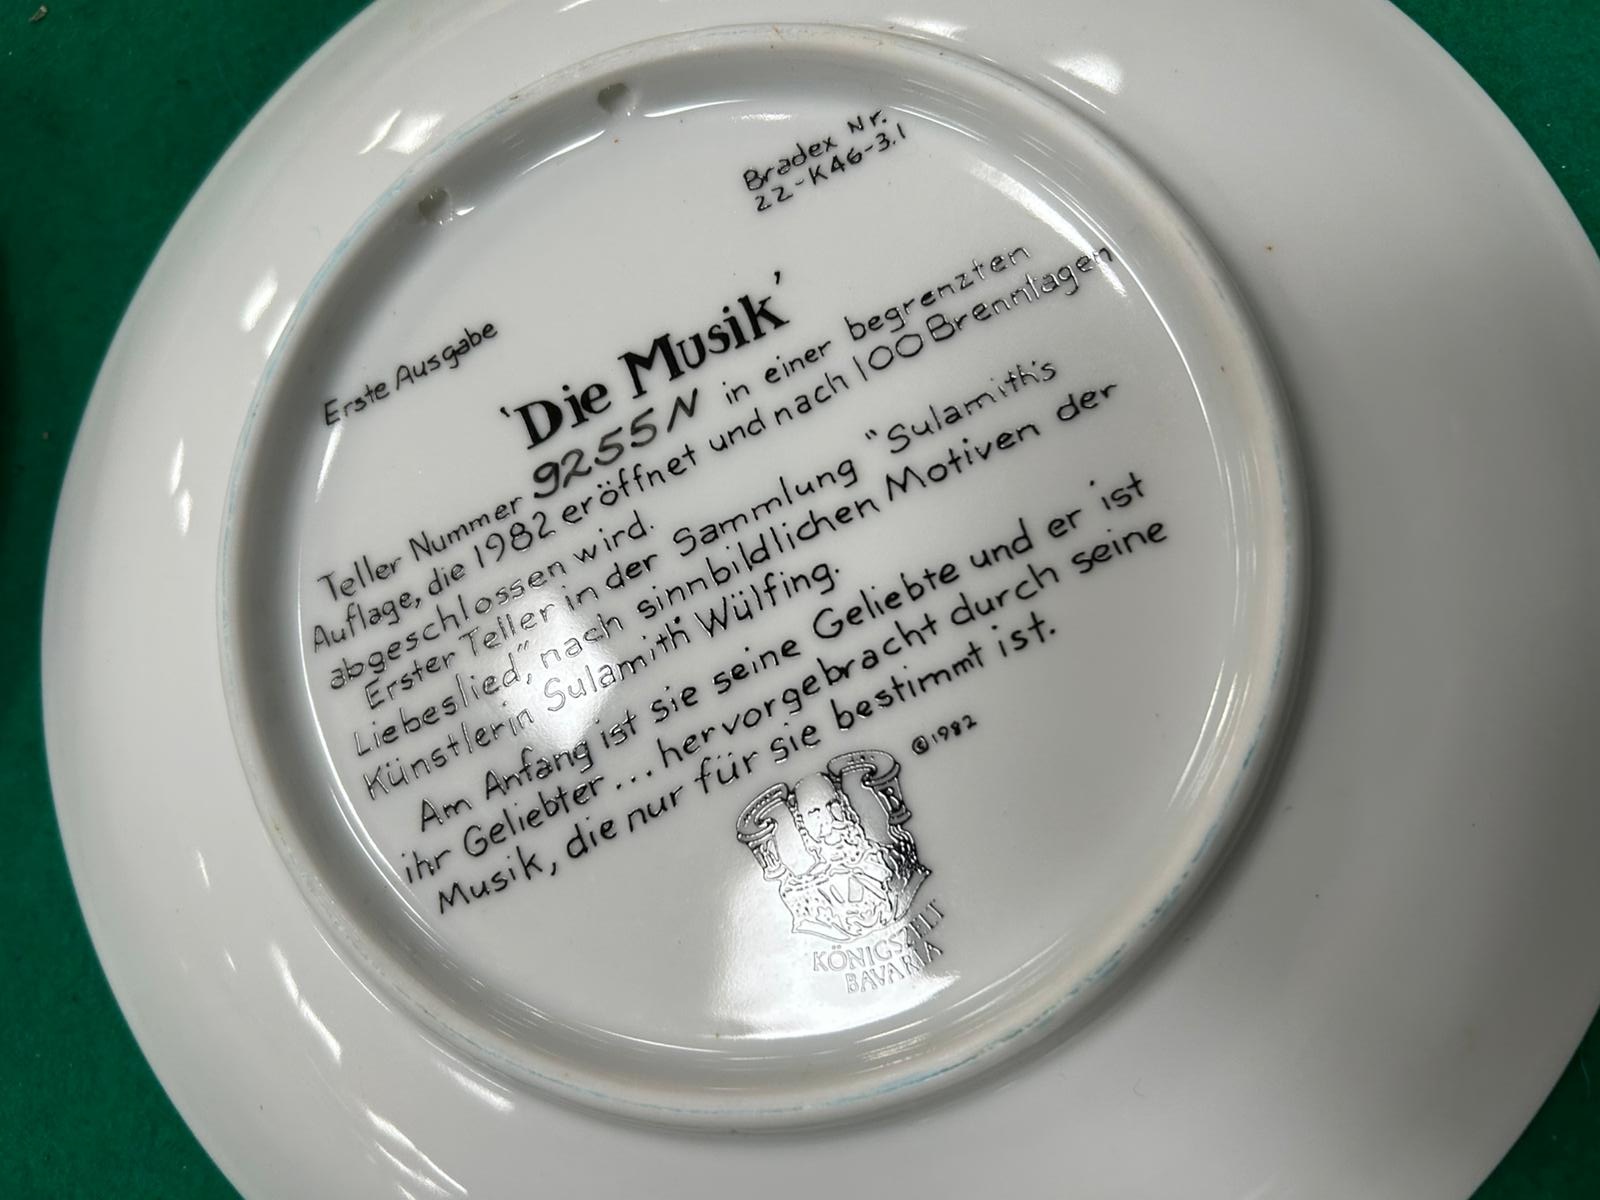 Bradex Nr.
22-K46-3.1
Erste Ausgabe
'Die Musik'
Teller Nummer 9255N in einer begrenzten
Auflage, die 1982 eröffnet und nach 100 Brenntagen
abgeschlossen wird.
Erster Teller in der Sammlung "Sulamith's
Liebeslied", nach sinnbildlichen Motiven der
Künstlerin Sulamith Wülfing.
Am Anfang ist sie seine Geliebte und er ist
ihr Geliebter... hervorgebracht durch seine
Musik, die nur für sie bestimmt ist.
©1982
KÖNIGSZELT
BAVARIA